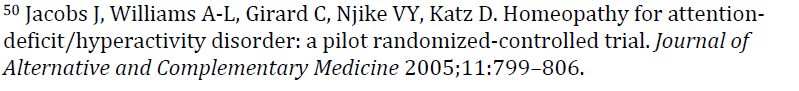 50 Jacobs J, Williams A-L, Girard C, Njike VY, Katz D. Homeopathy for attention-
deficit/hyperactivity disorder: a pilot randomized-controlled trial. Journal of
Alternative and Complementary Medicine 2005;11:799–806.